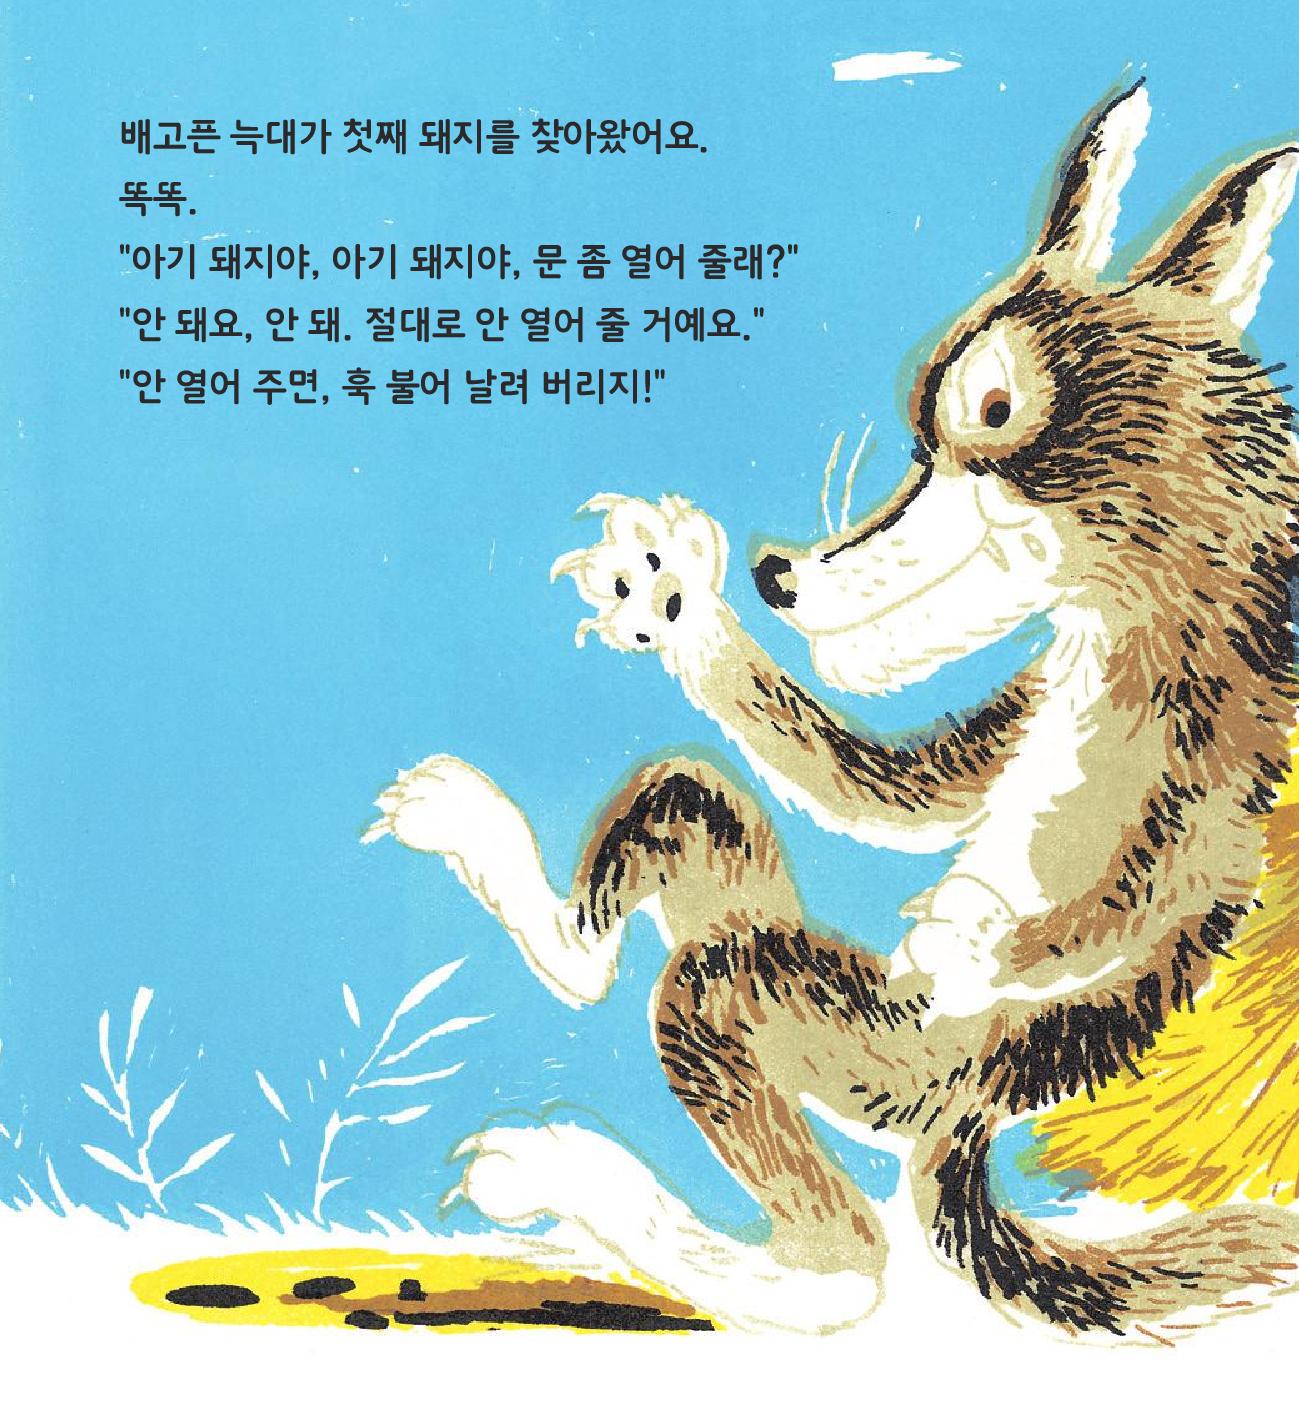 배고픈 늑대가 첫째 돼지를 찾아왔어요.
똑똑.
"아기 돼지야, 아기 돼지야, 문 좀 열어 줄래?"
"안 돼요, 안 돼. 절대로 안 열어 줄 거예요."
"안 열어 주면, 훅 불어 날려 버리지!"